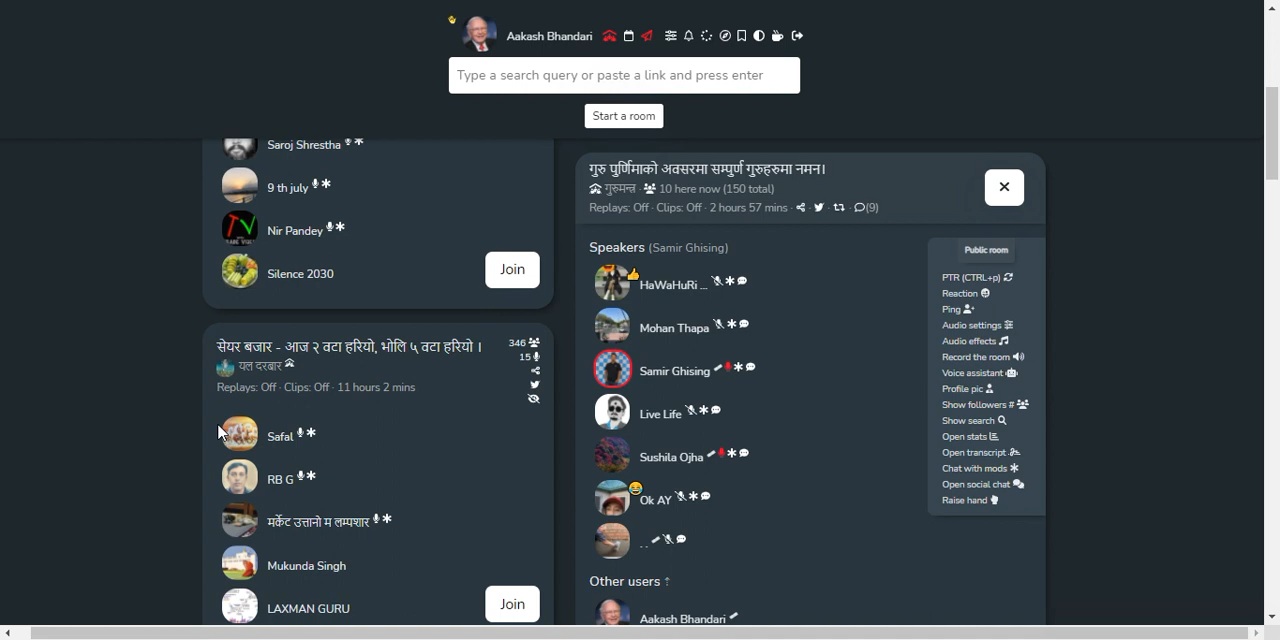 Aakash Bhandari
Type a search query or paste a link and press enter
Start a room
Saroj Shrestha
9 th july
Nir Pandey
Silence 2030
Join
सेयर बजार - आज २ वटा हरियो, भोलि ५ वटा हरियो ।
यल दरबार
Replays: Off · Clips: Off · 11 hours 2 mins
346
15
Safal
RB G
मर्केट उत्तानो म लम्पशार
Mukunda Singh
LAXMAN GURU
Join
गुरु पुर्णिमाको अवसरमा सम्पुर्ण गुरुहरुमा नमन।
गुरुमन्त्र · 10 here now (150 total)
Replays: Off · Clips: Off · 2 hours 57 mins · · · (9)
Speakers (Samir Ghising)
HaWaHuRi ...
Mohan Thapa
Samir Ghising
Live Life
Sushila Ojha
Ok AY
. .
Other users ↑
Aakash Bhandari
Public room
PTR (CTRL+p)
Reaction
Ping
Audio settings
Audio effects
Record the room
Voice assistant
Profile pic
Show followers #
Show search
Open stats
Open transcript
Chat with mods
Open social chat
Raise hand